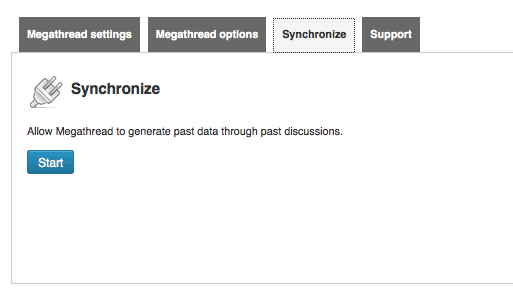 Megathread settings Megathread options Synchronize Support
Synchronize
Allow Megathread to generate past data through past discussions.
Start